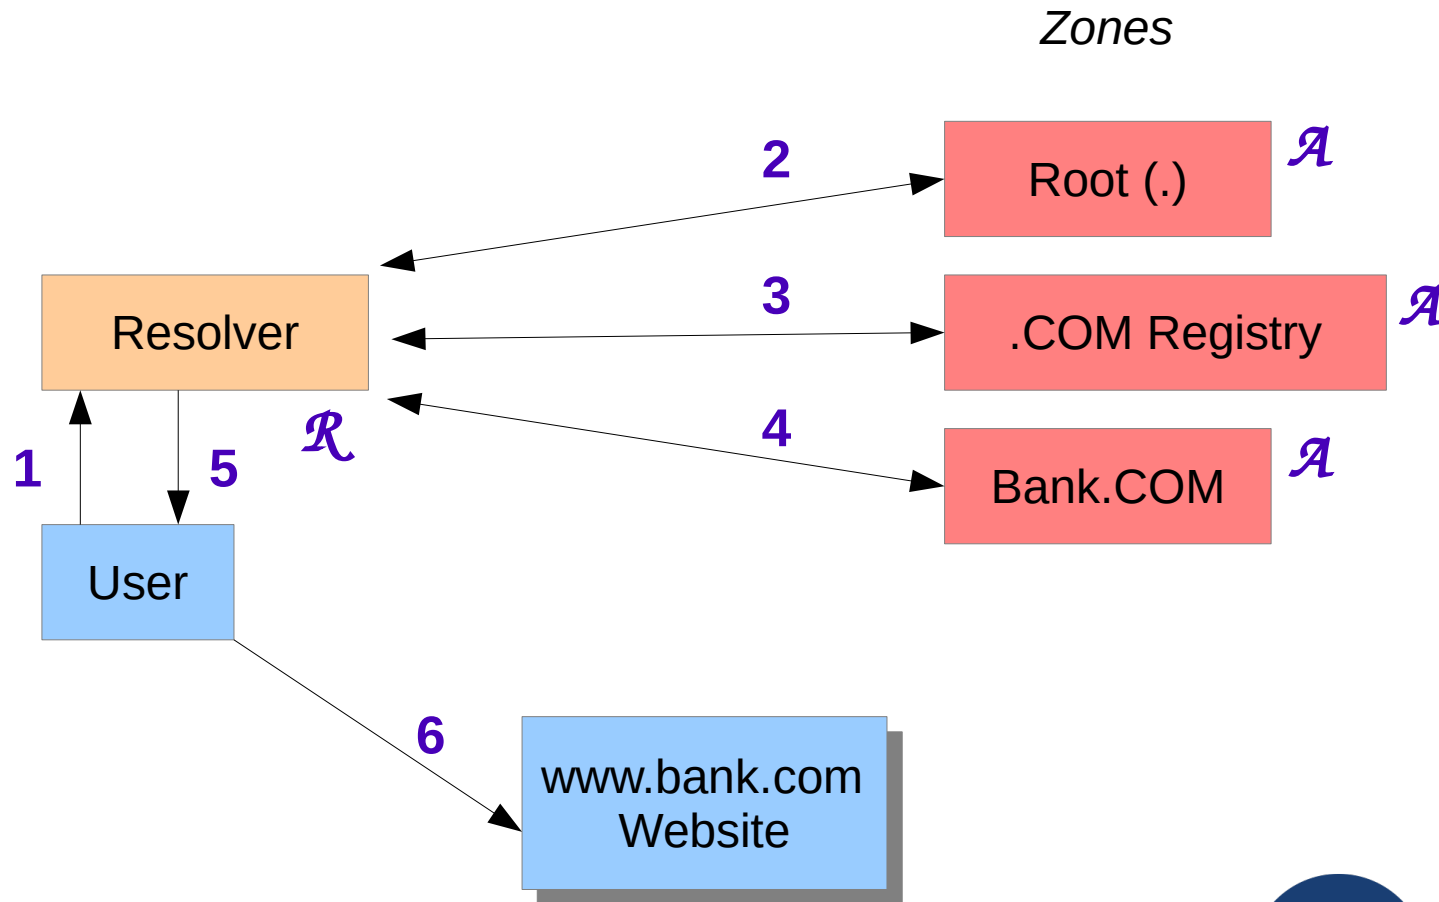 Zones
2
Root (.)
𝒜
Resolver
3
.COM Registry
𝒜
1
5
ℛ
4
Bank.COM
𝒜
User
6
www.bank.com
Website